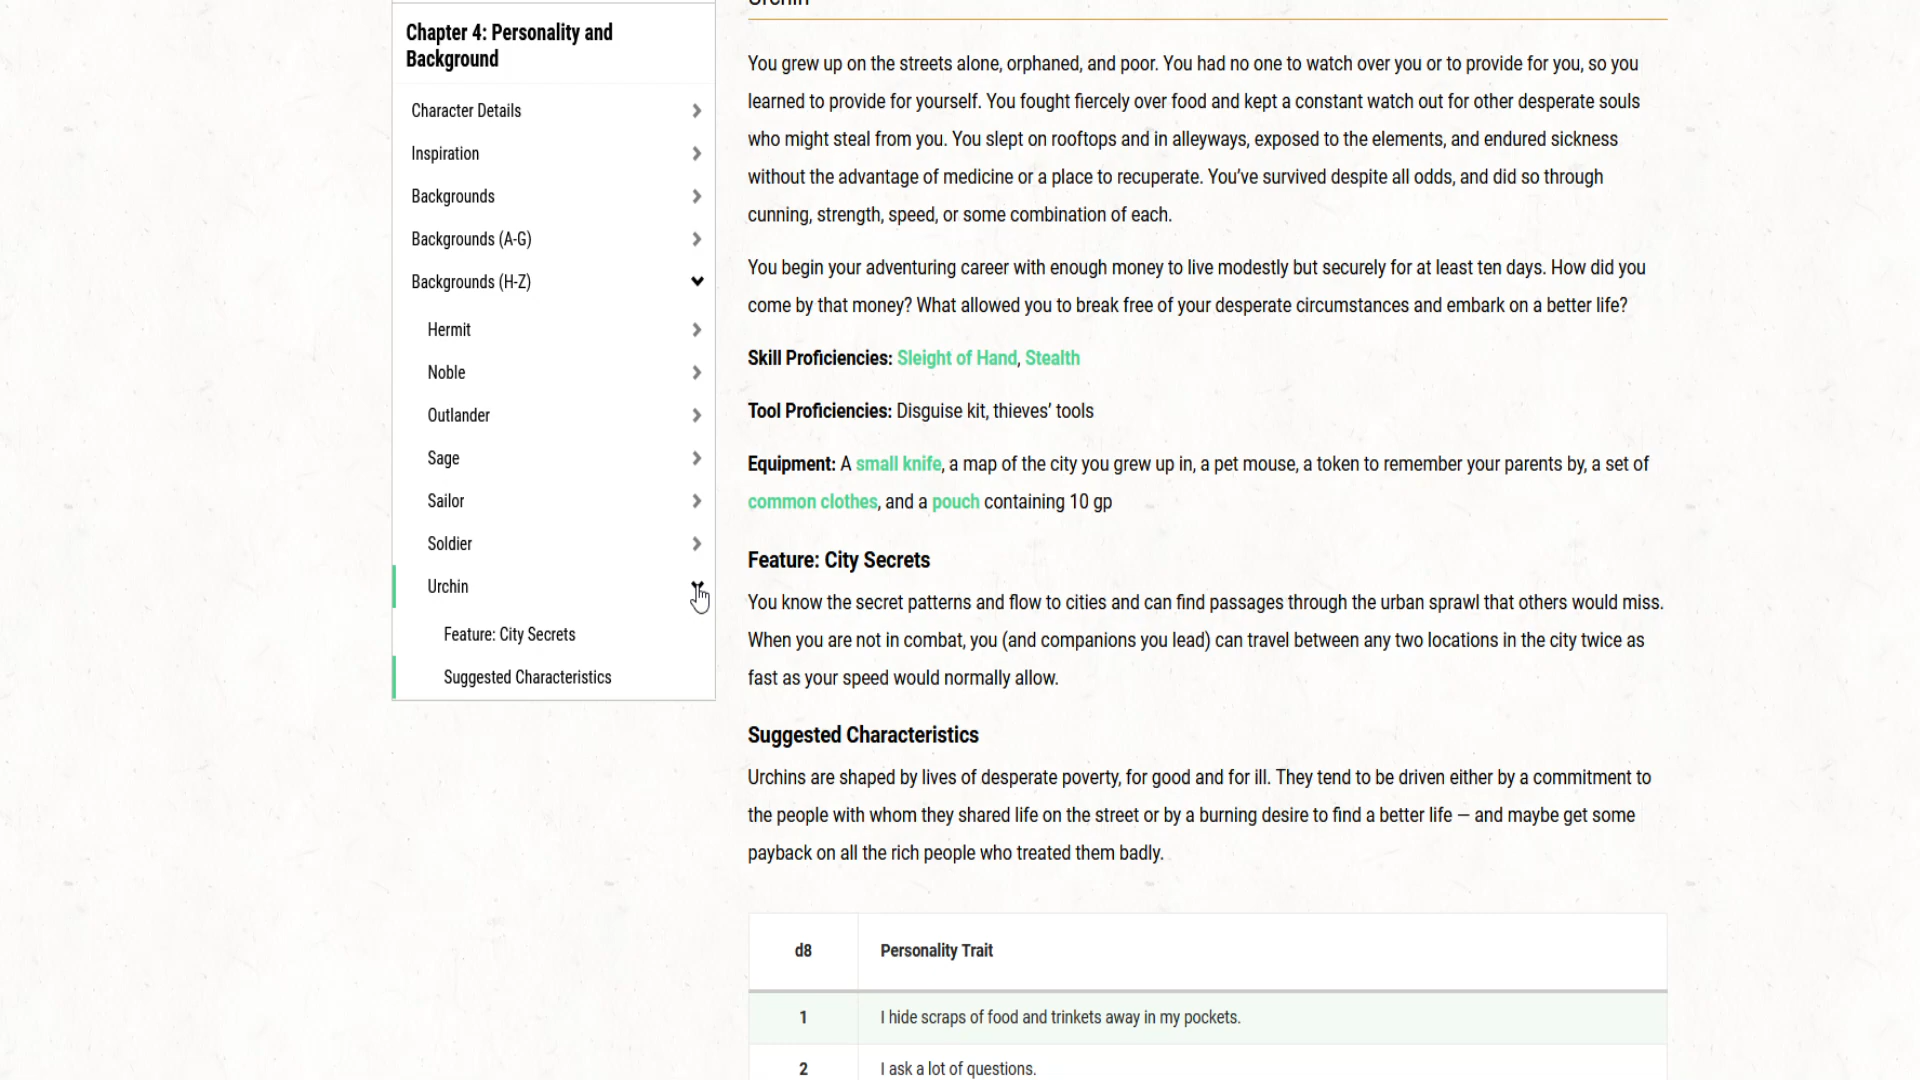 Chapter 4: Personality and
Background
Character Details
Inspiration
Backgrounds
Backgrounds (A-G)
Backgrounds (H-Z)
Hermit
Noble
Outlander
Sage
Sailor
Soldier
Urchin
Feature: City Secrets
Suggested Characteristics
Urchin
You grew up on the streets alone, orphaned, and poor. You had no one to watch over you or to provide for you, so you
learned to provide for yourself. You fought fiercely over food and kept a constant watch out for other desperate souls
who might steal from you. You slept on rooftops and in alleyways, exposed to the elements, and endured sickness
without the advantage of medicine or a place to recuperate. You’ve survived despite all odds, and did so through
cunning, strength, speed, or some combination of each.
You begin your adventuring career with enough money to live modestly but securely for at least ten days. How did you
come by that money? What allowed you to break free of your desperate circumstances and embark on a better life?
Skill Proficiencies: Sleight of Hand, Stealth
Tool Proficiencies: Disguise kit, thieves’ tools
Equipment: A small knife, a map of the city you grew up in, a pet mouse, a token to remember your parents by, a set of
common clothes, and a pouch containing 10 gp
Feature: City Secrets
You know the secret patterns and flow to cities and can find passages through the urban sprawl that others would miss.
When you are not in combat, you (and companions you lead) can travel between any two locations in the city twice as
fast as your speed would normally allow.
Suggested Characteristics
Urchins are shaped by lives of desperate poverty, for good and for ill. They tend to be driven either by a commitment to
the people with whom they shared life on the street or by a burning desire to find a better life — and maybe get some
payback on all the rich people who treated them badly.
d8 Personality Trait
1 I hide scraps of food and trinkets away in my pockets.
2 I ask a lot of questions.